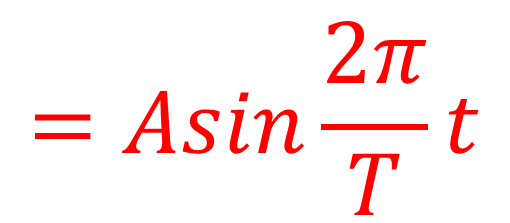 = Asin 2π/T t